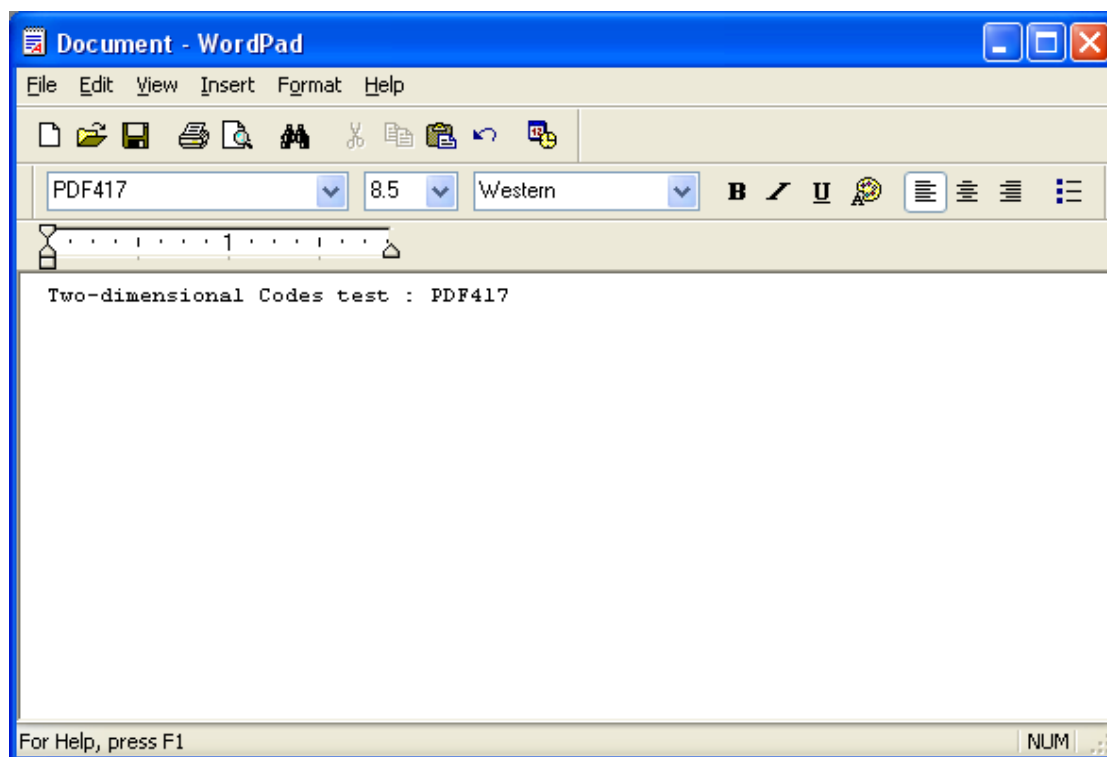 Document - WordPad
File Edit View Insert Format Help
PDF417 8.5 Western B U
1
Two-dimensional Codes test : PDF417
For Help, press F1 NUM